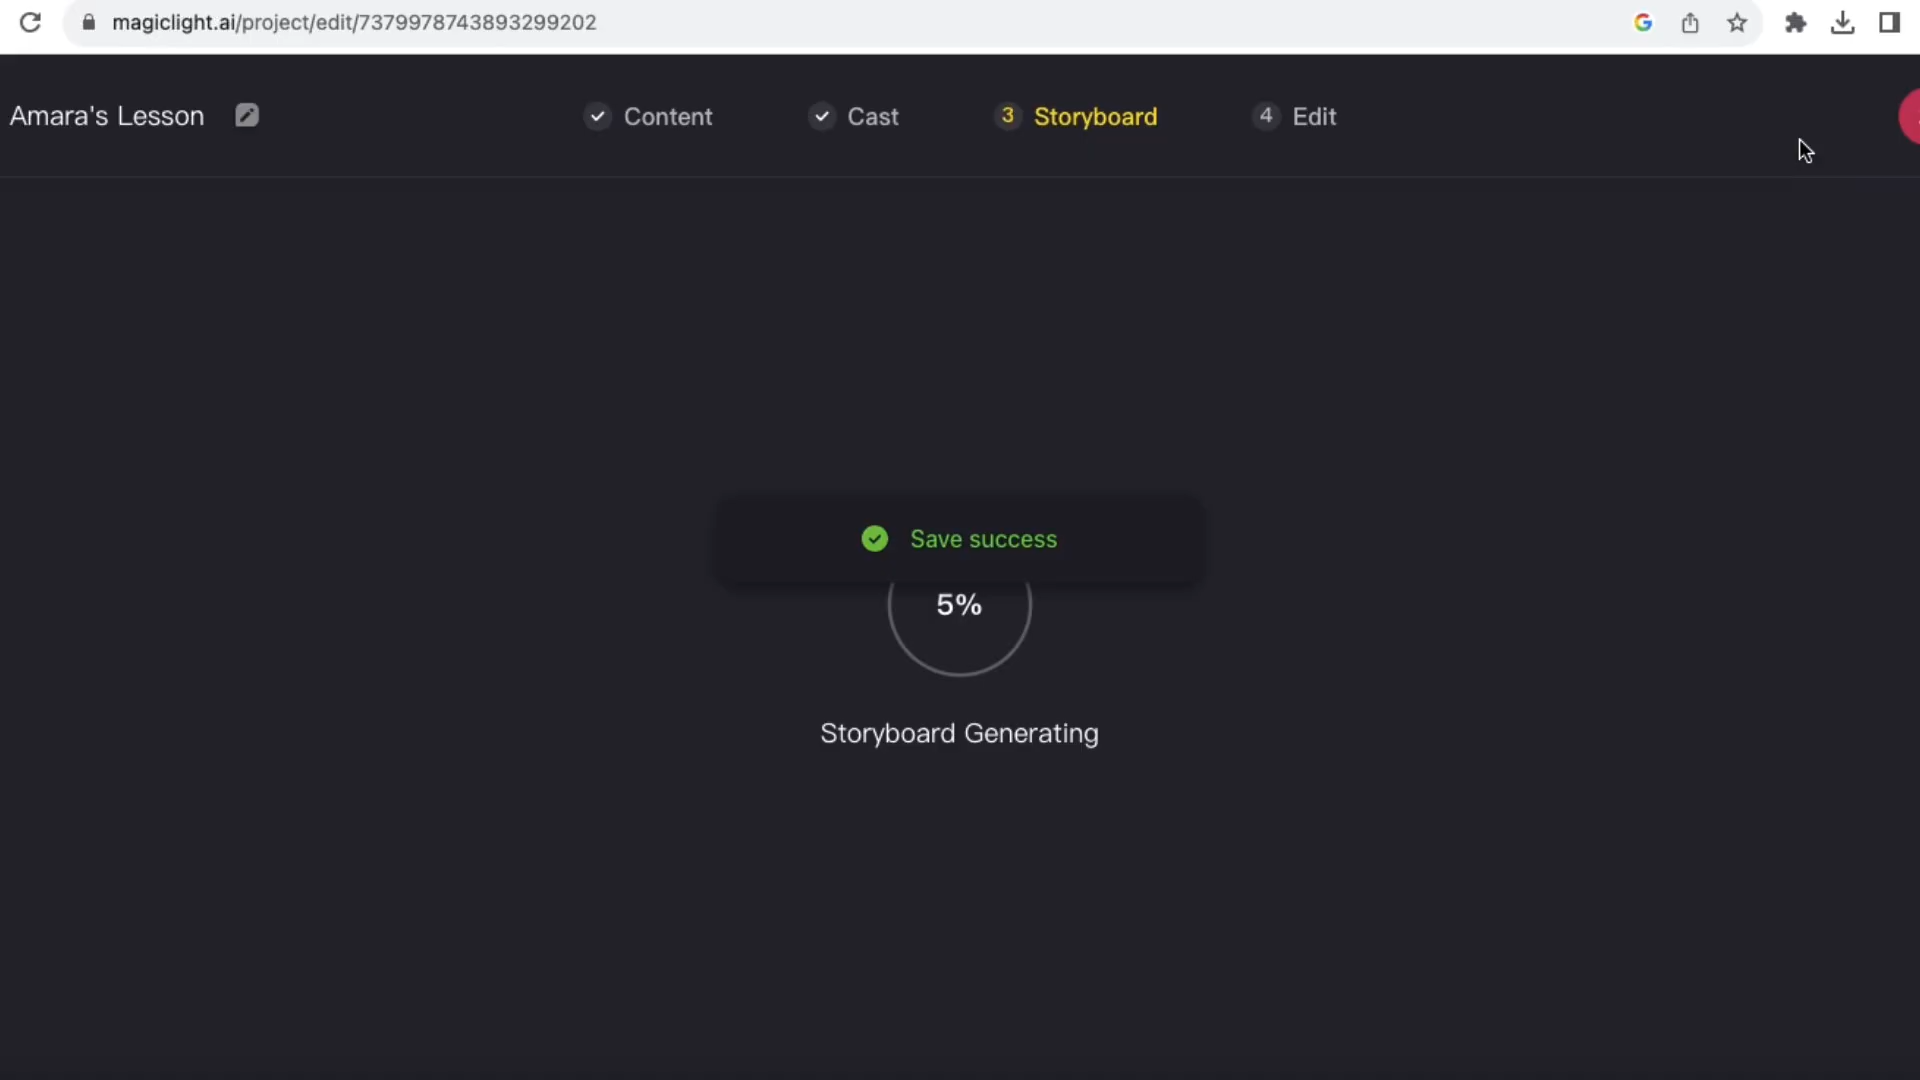 magiclight.ai/project/edit/7379978743893299202
Amara's Lesson
Content
Cast
3 Storyboard
4 Edit
Save success
5%
Storyboard Generating